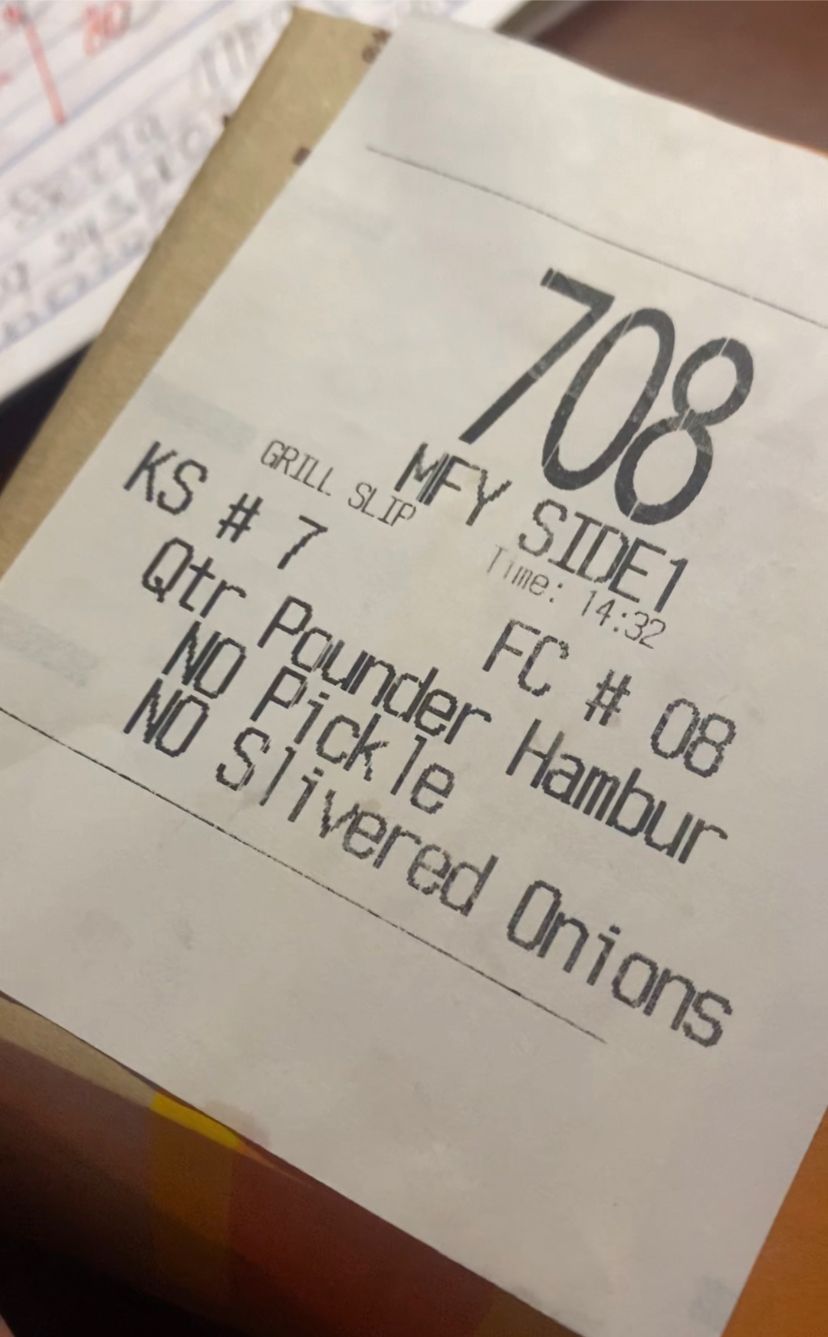 80
708
MFY SIDE1
GRILL SLIP Time: 14:32
KS # 7 FC # 08
Qtr Pounder Hambur
NO Pickle
NO Slivered Onions